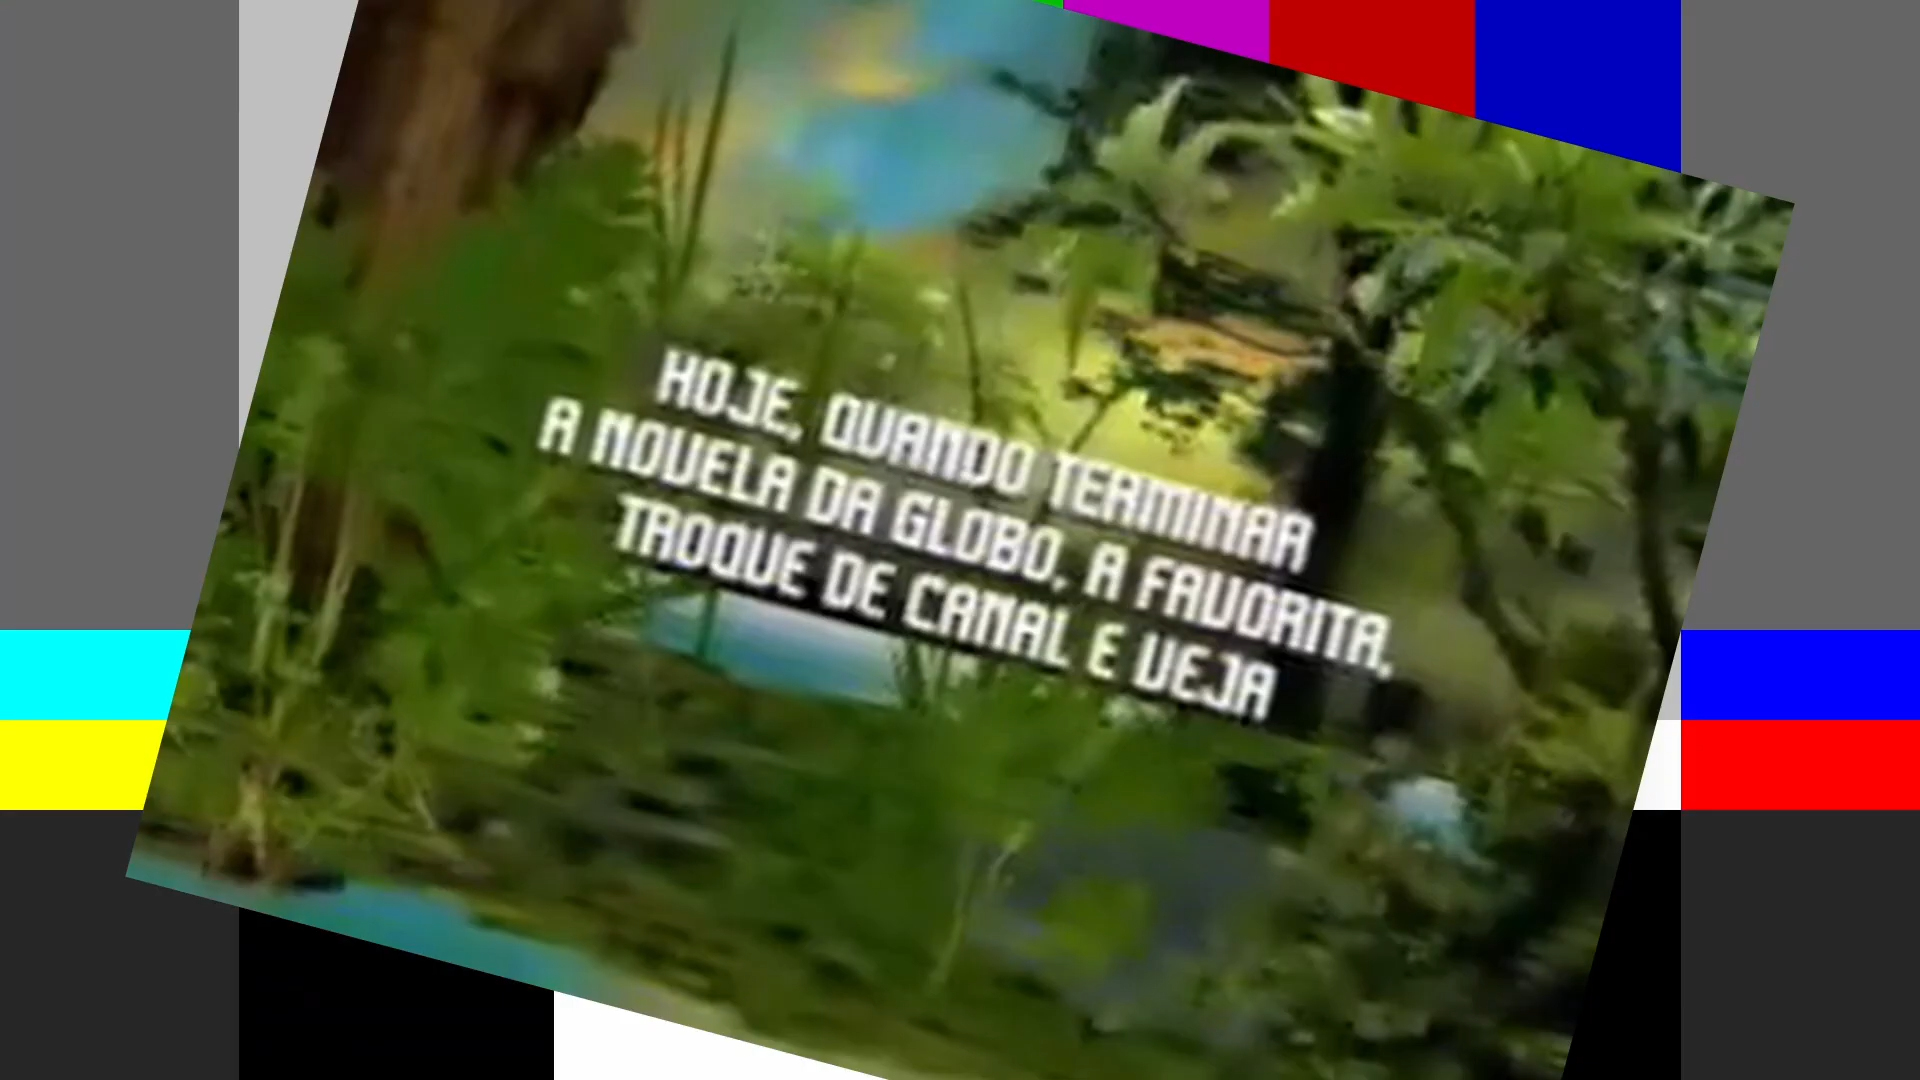 HOJE, QUANDO TERMINAR
A NOVELA DA GLOBO, A FAVORITA,
TROQUE DE CANAL E VEJA